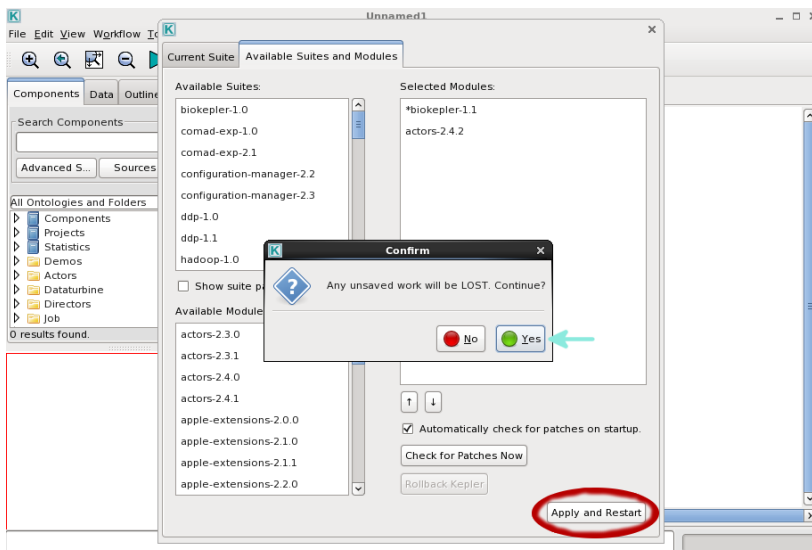 Unnamed1
File Edit View Workflow
Components Data Outline
Search Components
Advanced S... Sources
All Ontologies and Folders
Components
Projects
Statistics
Demos
Actors
Dataturbine
Directors
Job
0 results found.
Current Suite Available Suites and Modules
Available Suites:
biokepler-1.0
comad-exp-1.0
comad-exp-2.1
configuration-manager-2.2
configuration-manager-2.3
ddp-1.0
ddp-1.1
hadoop-1.0
Show suite
Available Module
actors-2.3.0
actors-2.3.1
actors-2.4.0
actors-2.4.1
apple-extensions-2.0.0
apple-extensions-2.1.0
apple-extensions-2.1.1
apple-extensions-2.2.0
Selected Modules:
*biokepler-1.1
actors-2.4.2
Confirm
Any unsaved work will be LOST. Continue?
No Yes
Automatically check for patches on startup.
Check for Patches Now
Rollback Kepler
Apply and Restart